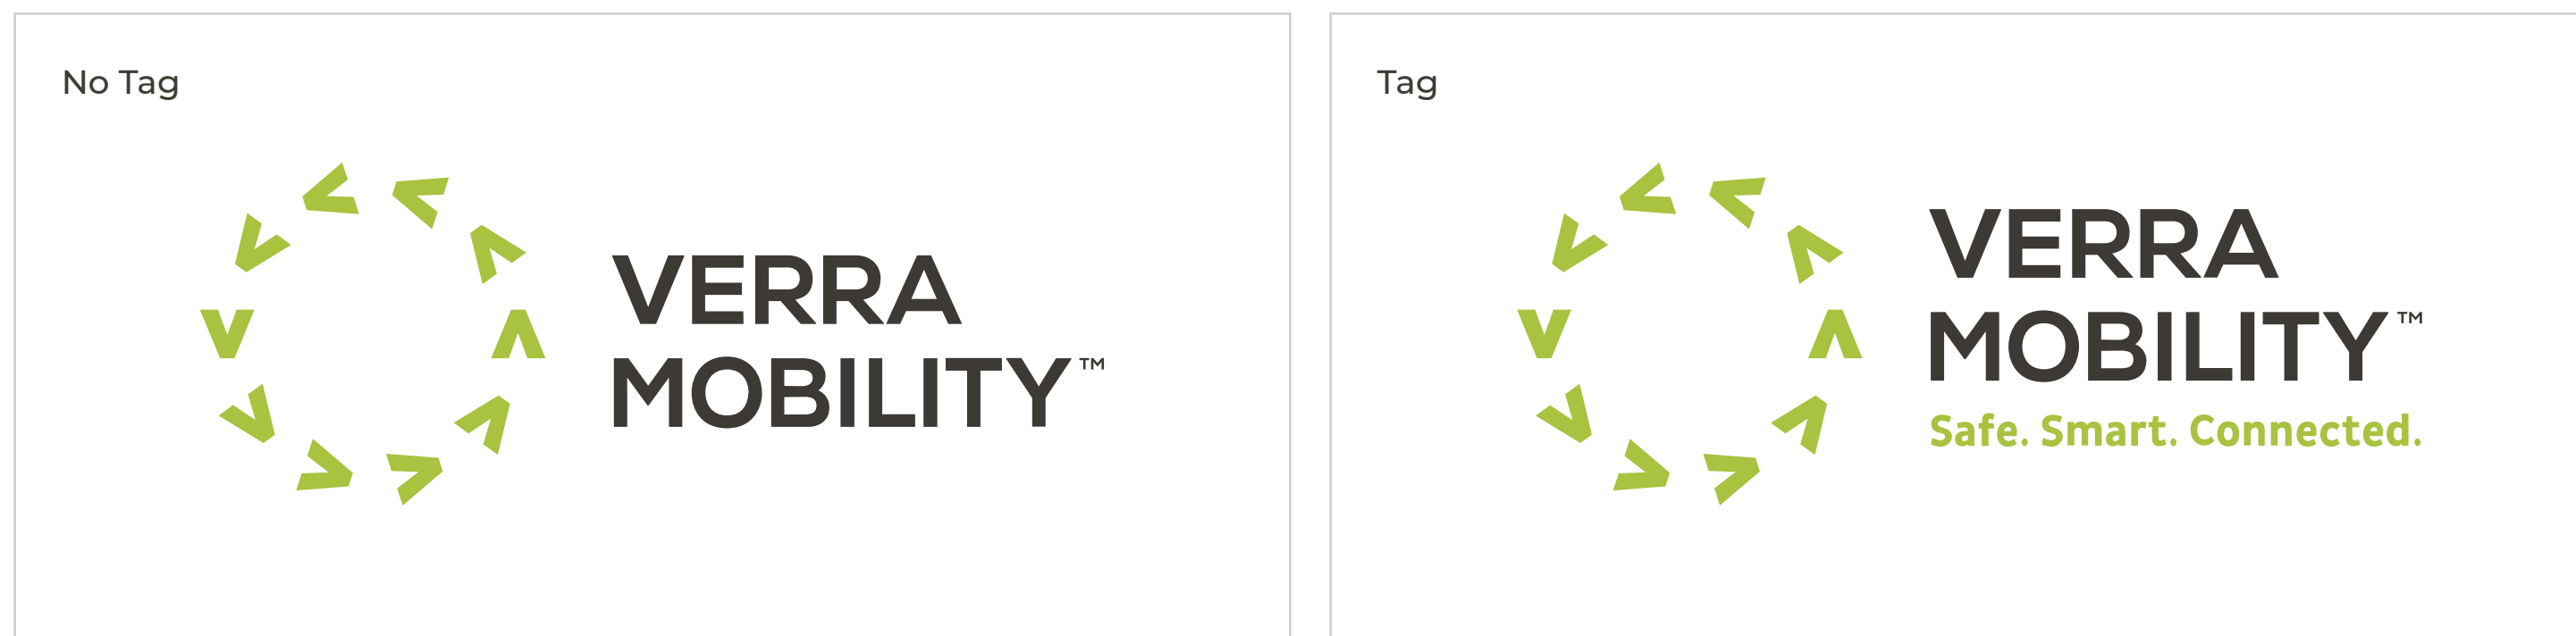 No Tag
VERRA
MOBILITY™
Tag
VERRA
MOBILITY™
Safe. Smart. Connected.